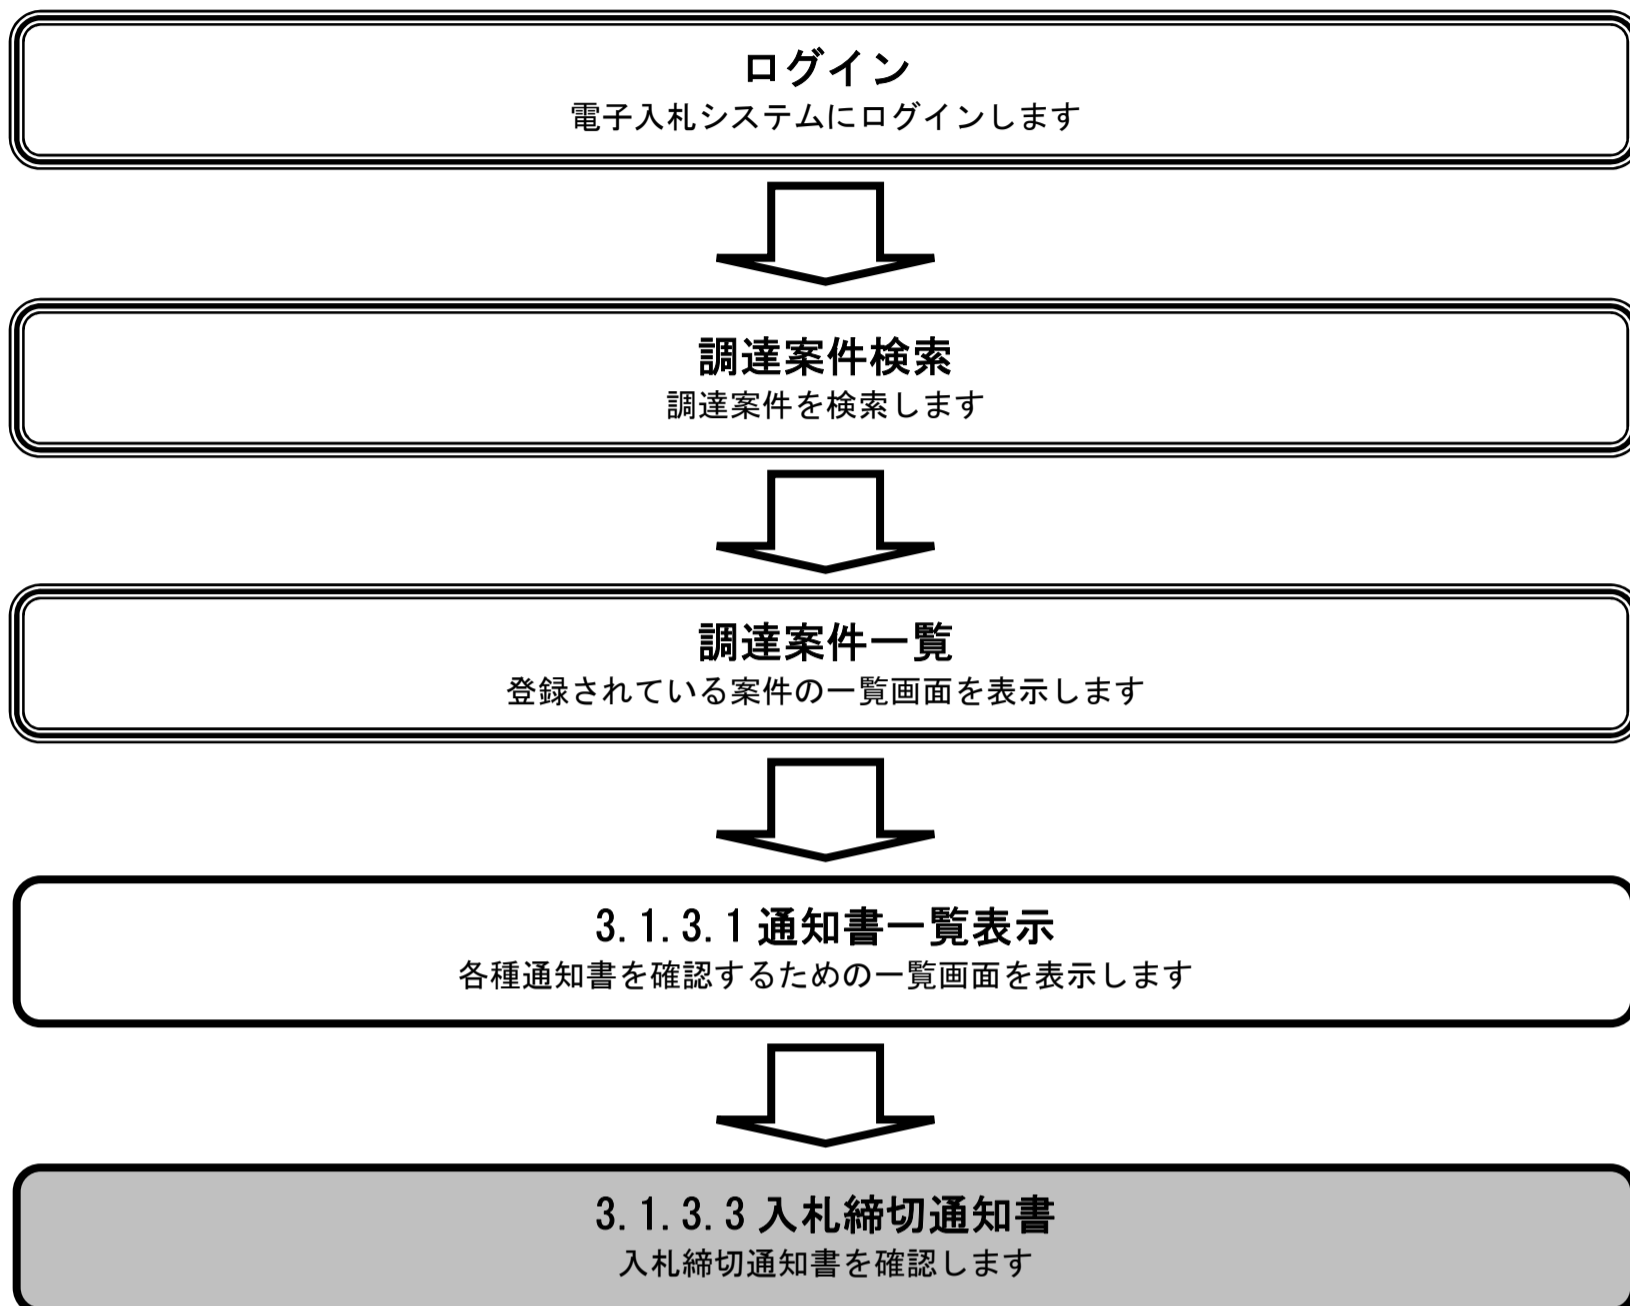 ログイン
電子入札システムにログインします
調達案件検索
調達案件を検索します
調達案件一覧
登録されている案件の一覧画面を表示します
3.1.3.1 通知書一覧表示
各種通知書を確認するための一覧画面を表示します
3.1.3.3 入札締切通知書
入札締切通知書を確認します